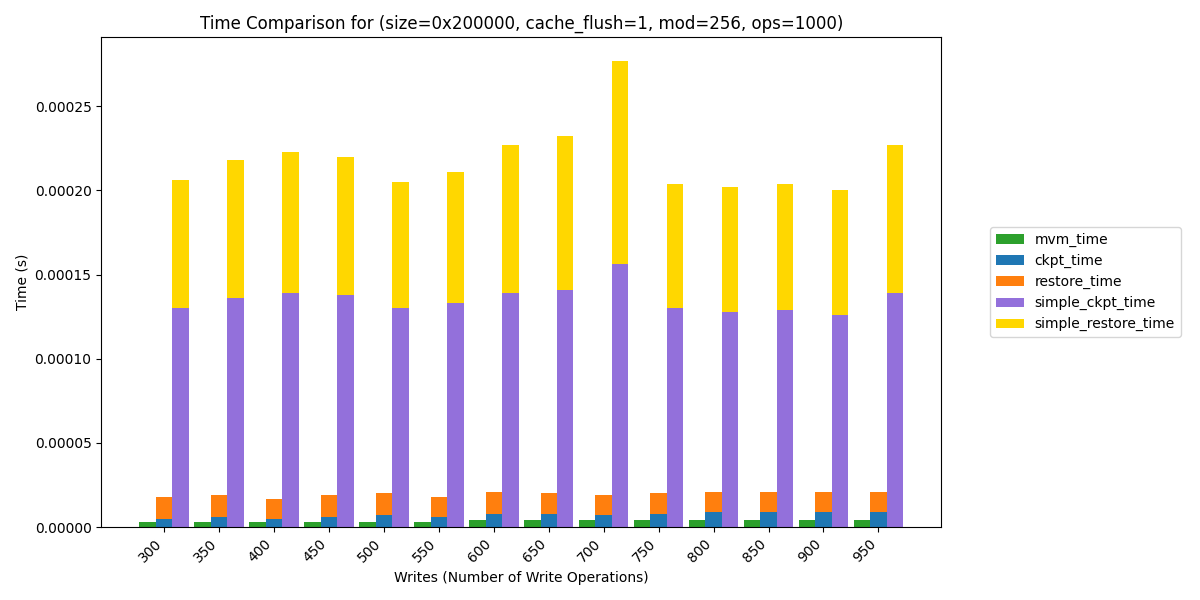 Time Comparison for (size=0x200000, cache_flush=1, mod=256, ops=1000)
Time (s)
0.00025
0.00020
0.00015
0.00010
0.00005
0.00000
300
350
400
450
500
550
600
650
700
750
800
850
900
950
Writes (Number of Write Operations)
mvm_time
ckpt_time
restore_time
simple_ckpt_time
simple_restore_time